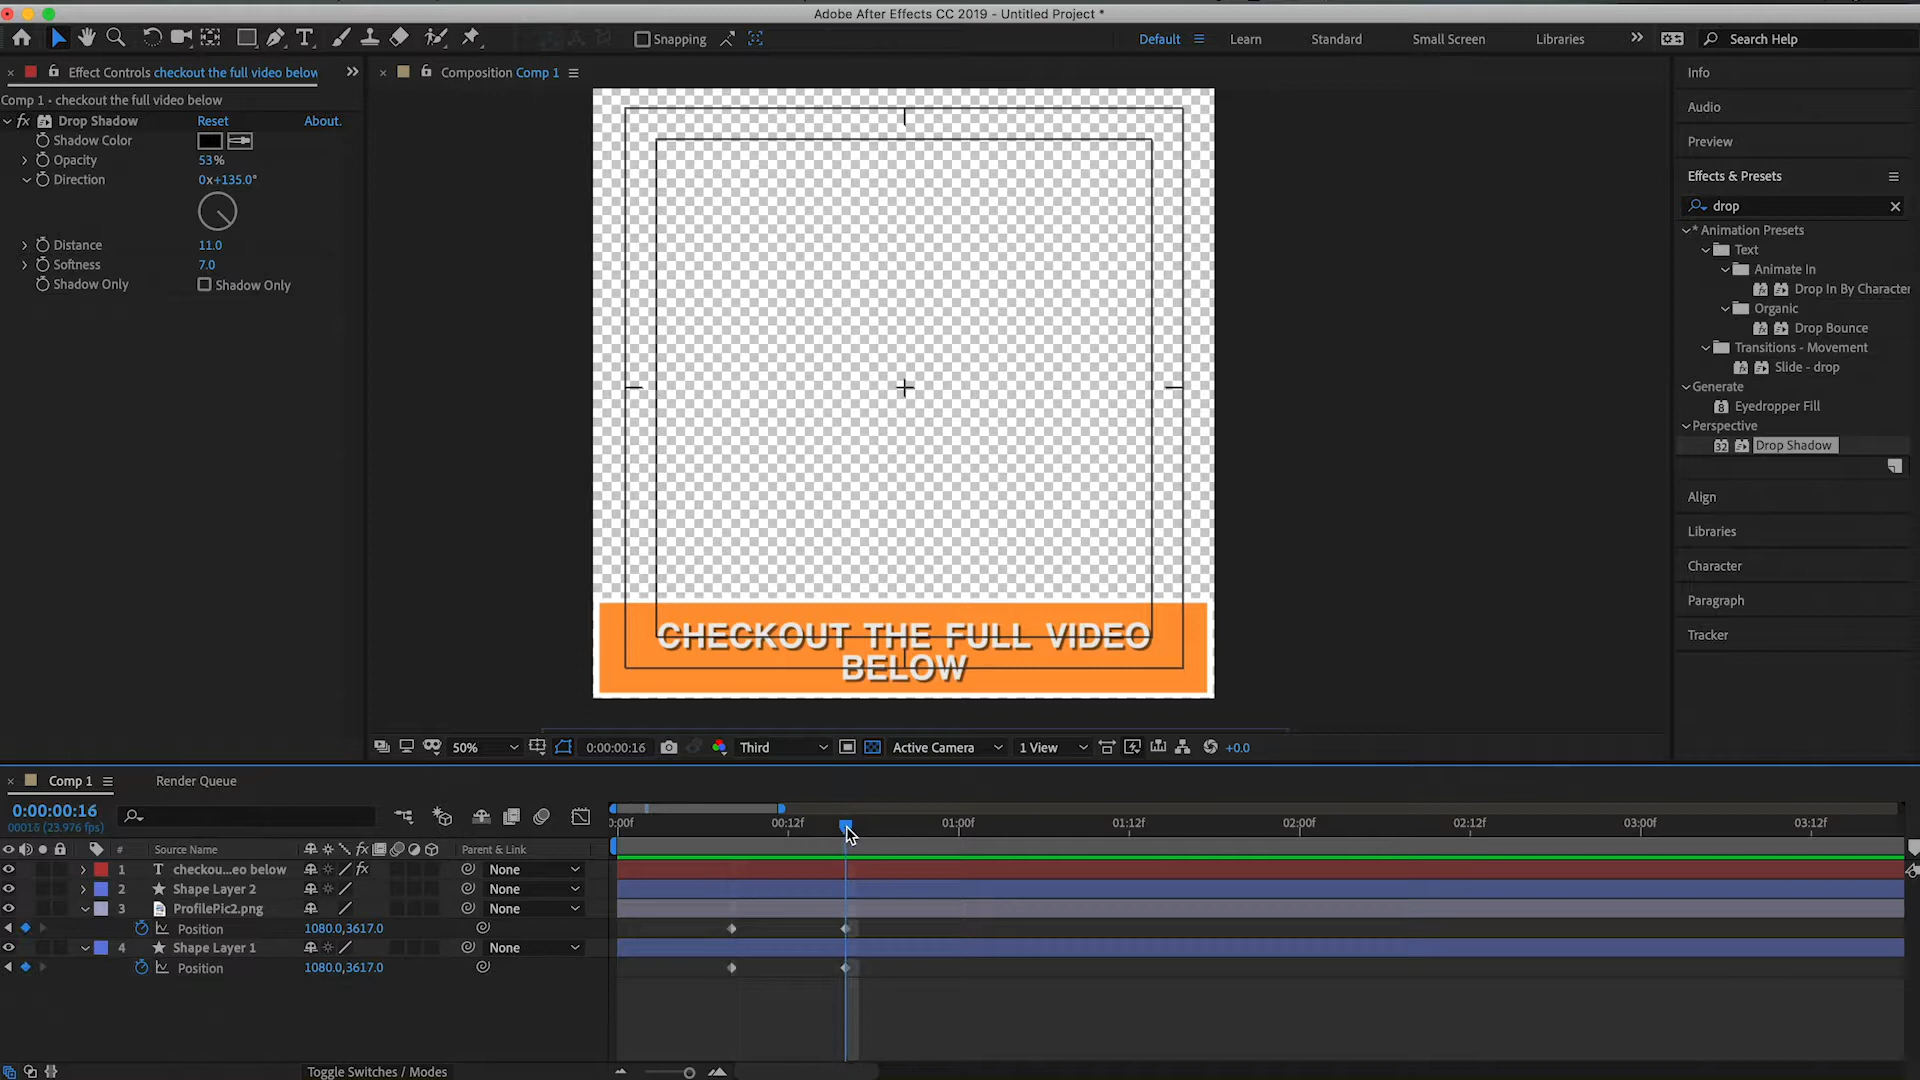 Adobe After Effects CC 2019 - Untitled Project *
Snapping
Default
Learn
Standard
Small Screen
Libraries
Search Help
Effect Controls checkout the full video below
Composition Comp 1
Info
Comp 1 • checkout the full video below
Audio
fx Drop Shadow Reset About.
Shadow Color
Preview
Opacity 53%
Direction 0x+135.0°
Effects & Presets
drop
* Animation Presets
Text
Animate In
Drop In By Character
Organic
Drop Bounce
Transitions - Movement
Slide - drop
Generate
Eyedropper Fill
Perspective
32 Drop Shadow
Distance 11.0
Softness 7.0
Shadow Only Shadow Only
Align
Libraries
Character
Paragraph
Tracker
CHECKOUT THE FULL VIDEO
BELOW
50% 0:00:00:16 Third Active Camera 1 View +0.0
Comp 1 Render Queue
0:00:00:16
00016 (23.976 fps)
:00f 00:12f 01:00f 01:12f 02:00f 02:12f 03:00f 03:12f
# Source Name fx Parent & Link
1 T checkou...eo below fx None
2 Shape Layer 2 None
3 ProfilePic2.png None
Position 1080.0,3617.0
4 Shape Layer 1 None
Position 1080.0,3617.0
Toggle Switches / Modes